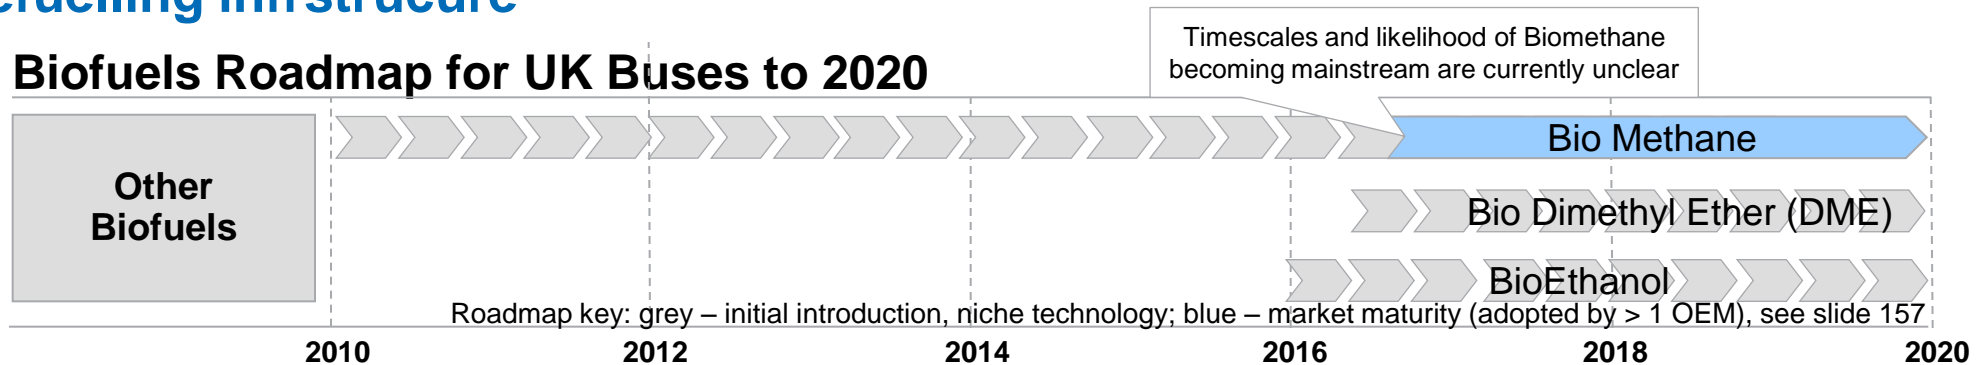 Biofuels Roadmap for UK Buses to 2020
Timescales and likelihood of Biomethane
becoming mainstream are currently unclear
Other
Biofuels
Bio Methane
Bio Dimethyl Ether (DME)
BioEthanol
Roadmap key: grey – initial introduction, niche technology; blue – market maturity (adopted by > 1 OEM), see slide 157
2010 2012 2014 2016 2018 2020